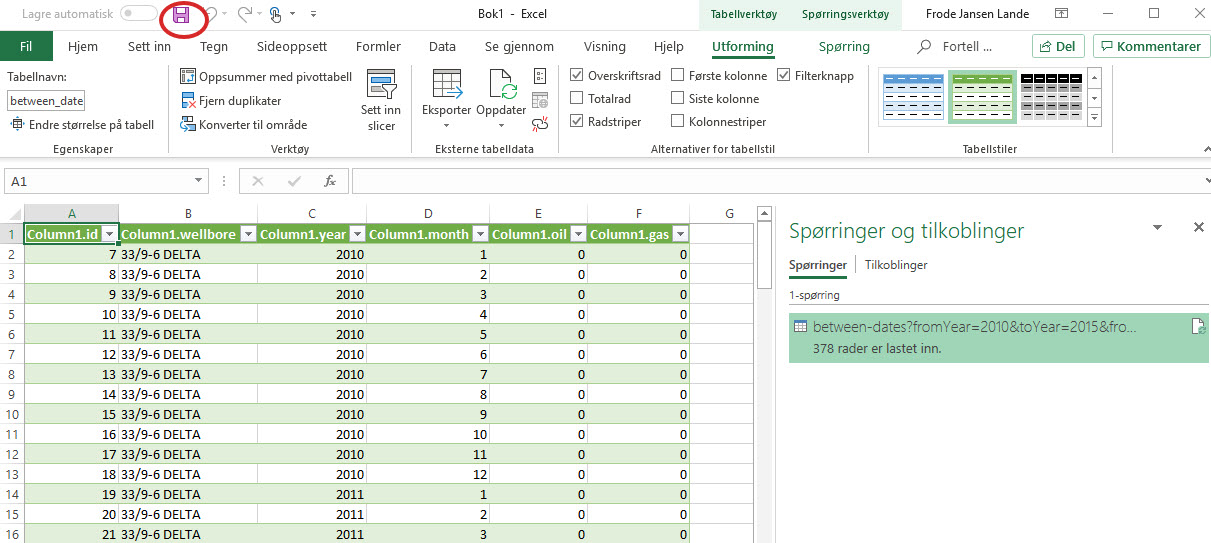 Lagre automatisk Bok1 - Excel Tabellverktøy Spørringsverktøy Frode Jansen Lande
Fil Hjem Sett inn Tegn Sideoppsett Formler Data Se gjennom Visning Hjelp Utforming Spørring Fortell ... Del Kommentarer
Tabellnavn:
between_date
Endre størrelse på tabell
Egenskaper
Oppsummer med pivottabell
Fjern duplikater
Konverter til område
Sett inn
slicer
Verktøy
Eksporter Oppdater
Eksterne tabelldata
Overskriftsrad Første kolonne Filterknapp
Totalrad Siste kolonne
Radstriper Kolonnestriper
Alternativer for tabellstil
Tabellstiler
A1 fx
A B C D E F G
1 Column1.id Column1.wellbore Column1.year Column1.month Column1.oil Column1.gas
2 7 33/9-6 DELTA 2010 1 0 0
3 8 33/9-6 DELTA 2010 2 0 0
4 9 33/9-6 DELTA 2010 3 0 0
5 10 33/9-6 DELTA 2010 4 0 0
6 11 33/9-6 DELTA 2010 5 0 0
7 12 33/9-6 DELTA 2010 6 0 0
8 13 33/9-6 DELTA 2010 7 0 0
9 14 33/9-6 DELTA 2010 8 0 0
10 15 33/9-6 DELTA 2010 9 0 0
11 16 33/9-6 DELTA 2010 10 0 0
12 17 33/9-6 DELTA 2010 11 0 0
13 18 33/9-6 DELTA 2010 12 0 0
14 19 33/9-6 DELTA 2011 1 0 0
15 20 33/9-6 DELTA 2011 2 0 0
16 21 33/9-6 DELTA 2011 3 0 0
Spørringer og tilkoblinger
Spørringer Tilkoblinger
1-spørring
between-dates?fromYear=2010&toYear=2015&fro...
378 rader er lastet inn.